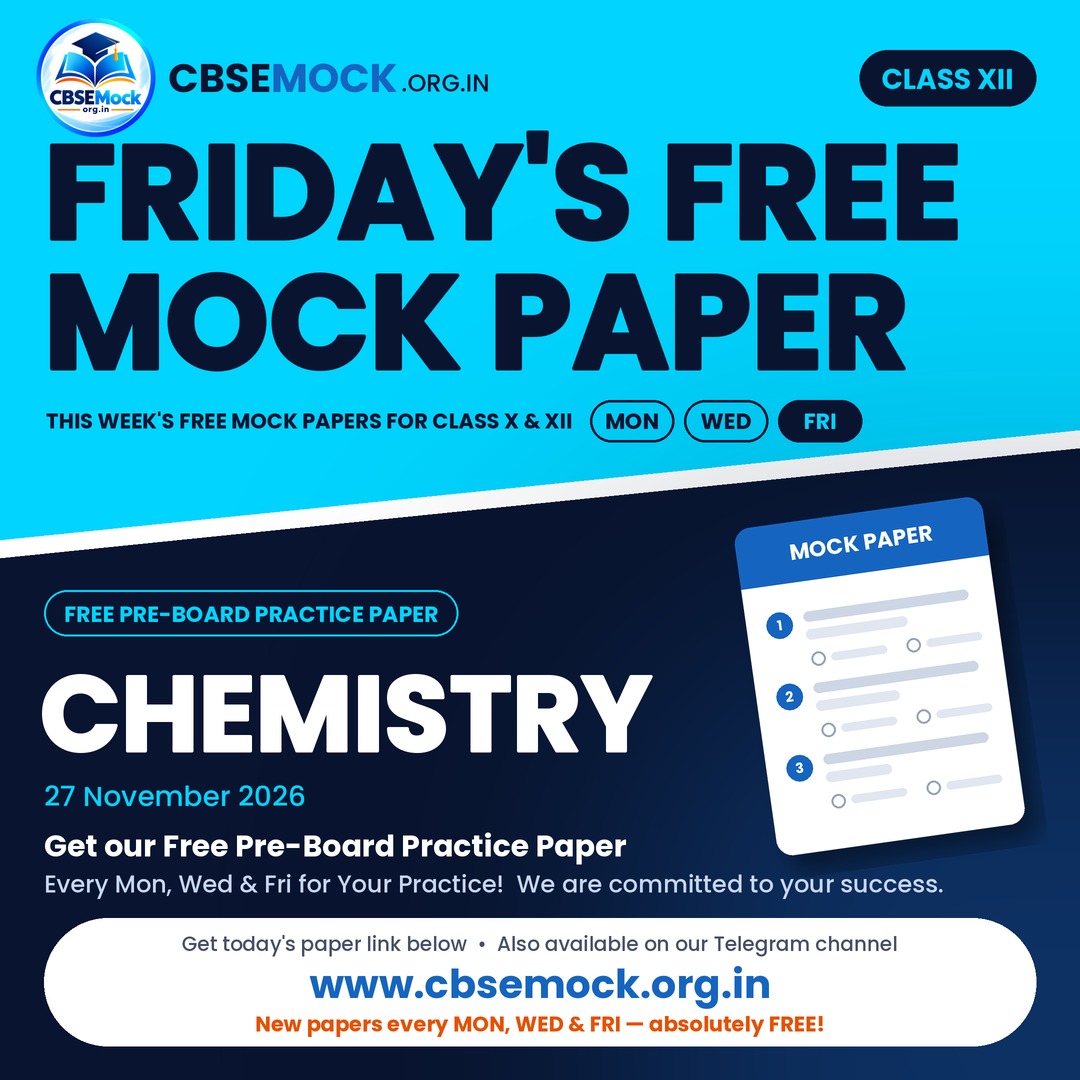 CBSEMock
org.in
CBSEMOCK.ORG.IN
CLASS XII
FRIDAY'S FREE
MOCK PAPER
THIS WEEK'S FREE MOCK PAPERS FOR CLASS X & XII MON WED FRI
MOCK PAPER
1
2
3
FREE PRE-BOARD PRACTICE PAPER
CHEMISTRY
27 November 2026
Get our Free Pre-Board Practice Paper
Every Mon, Wed & Fri for Your Practice! We are committed to your success.
Get today's paper link below • Also available on our Telegram channel
www.cbsemock.org.in
New papers every MON, WED & FRI — absolutely FREE!